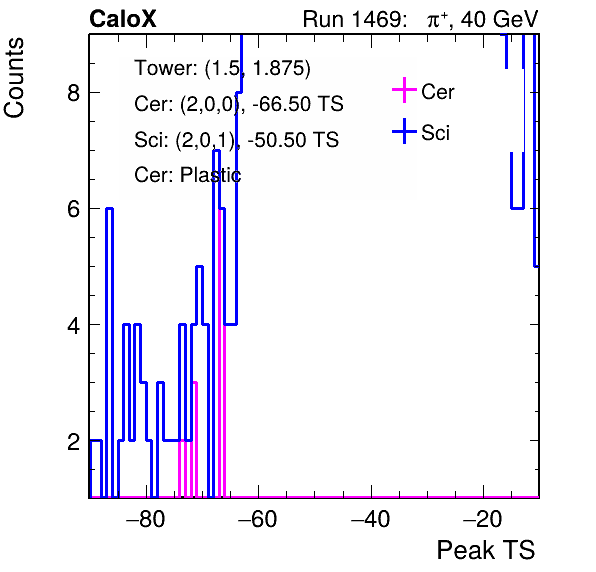 CaloX Run 1469: π+, 40 GeV
Counts
Tower: (1.5, 1.875)
Cer: (2,0,0), -66.50 TS
Sci: (2,0,1), -50.50 TS
Cer: Plastic
Cer
Sci
8
6
4
2
−80 −60 −40 −20
Peak TS